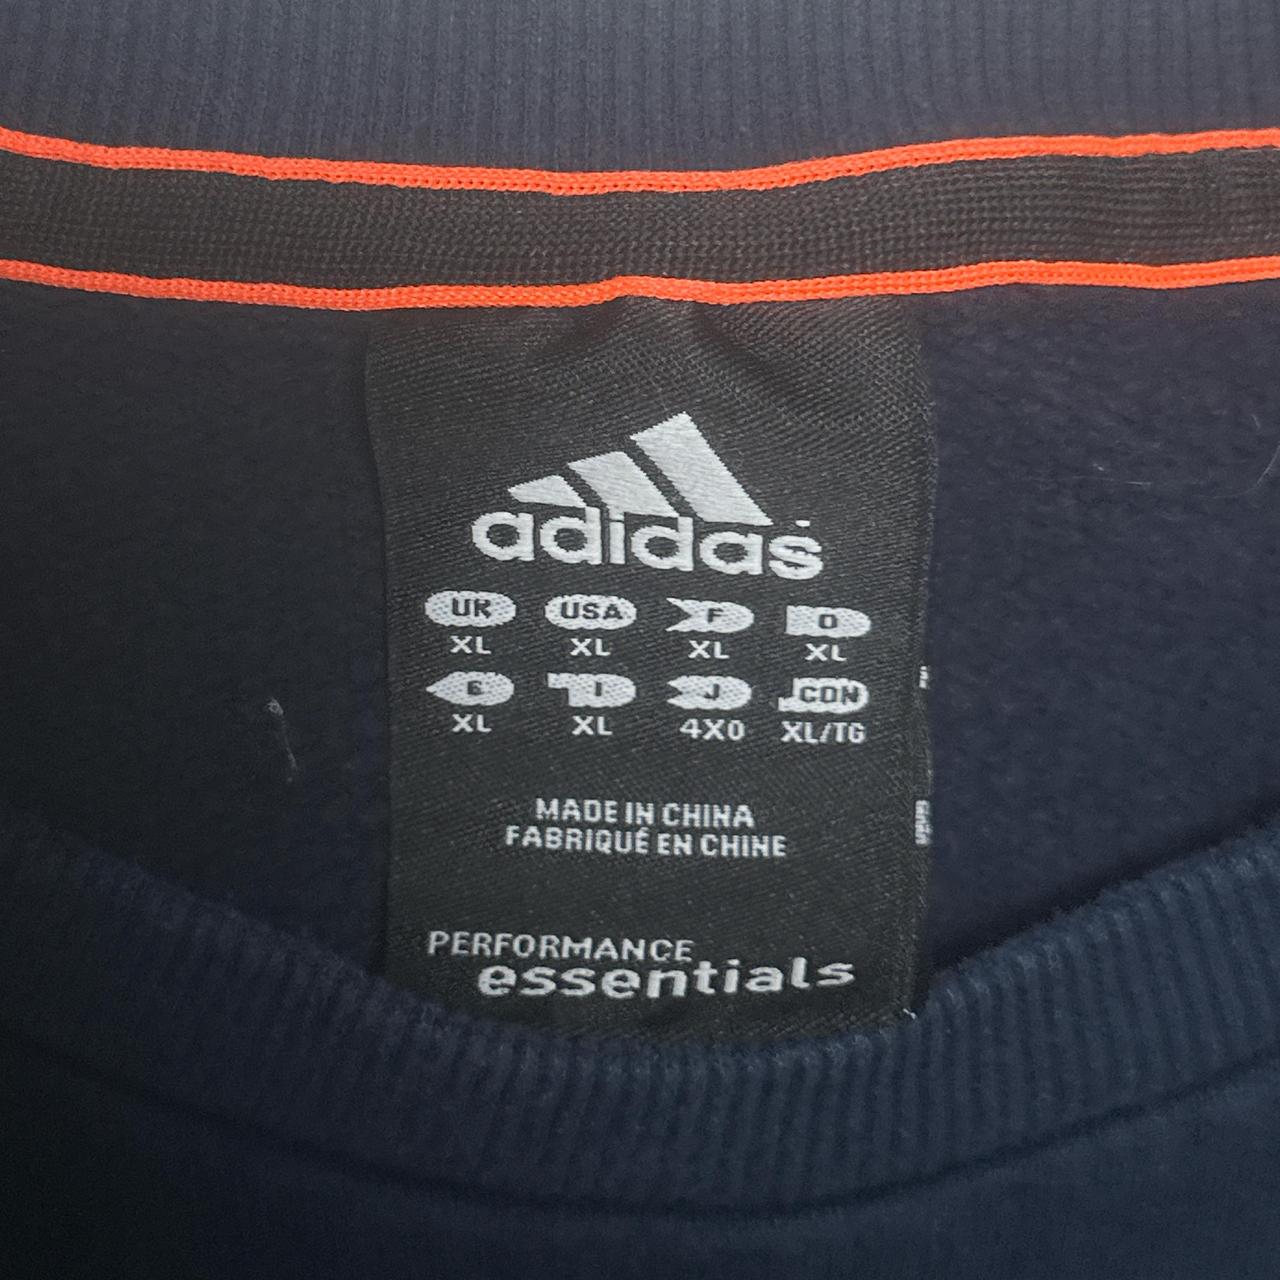 adidas
UK USA F D
XL XL XL XL
E I J CDN
XL XL 4XO XL/TG
MADE IN CHINA
FABRIQUÉ EN CHINE
PERFORMANCE
essentials